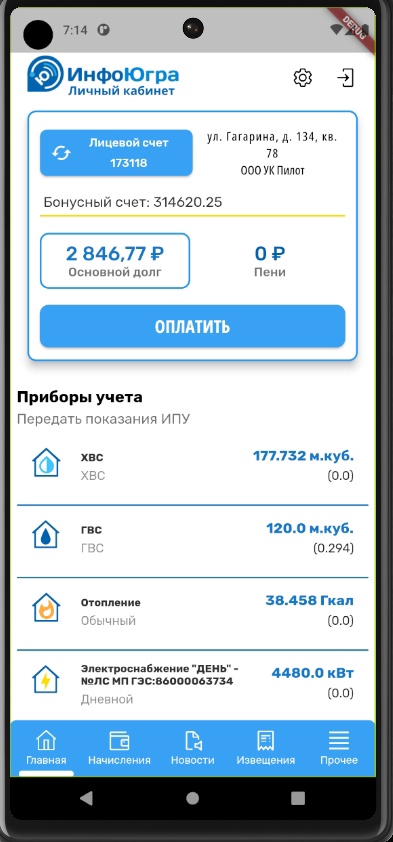 7:14
DEBUG
ИнфоЮгра
Личный кабинет
Лицевой счет
173118
ул. Гагарина, д. 134, кв.
78
ООО УК Пилот
Бонусный счет: 314620.25
2 846,77 ₽
Основной долг
0 ₽
Пени
ОПЛАТИТЬ
Приборы учета
Передать показания ИПУ
ХВС
ХВС
177.732 м.куб.
(0.0)
ГВС
ГВС
120.0 м.куб.
(0.294)
Отопление
Обычный
38.458 Гкал
(0.0)
Электроснабжение "ДЕНЬ" -
№ЛС МП ГЭС:86000063734
Дневной
4480.0 кВт
(0.0)
Главная
Начисления
Новости
Извещения
Прочее